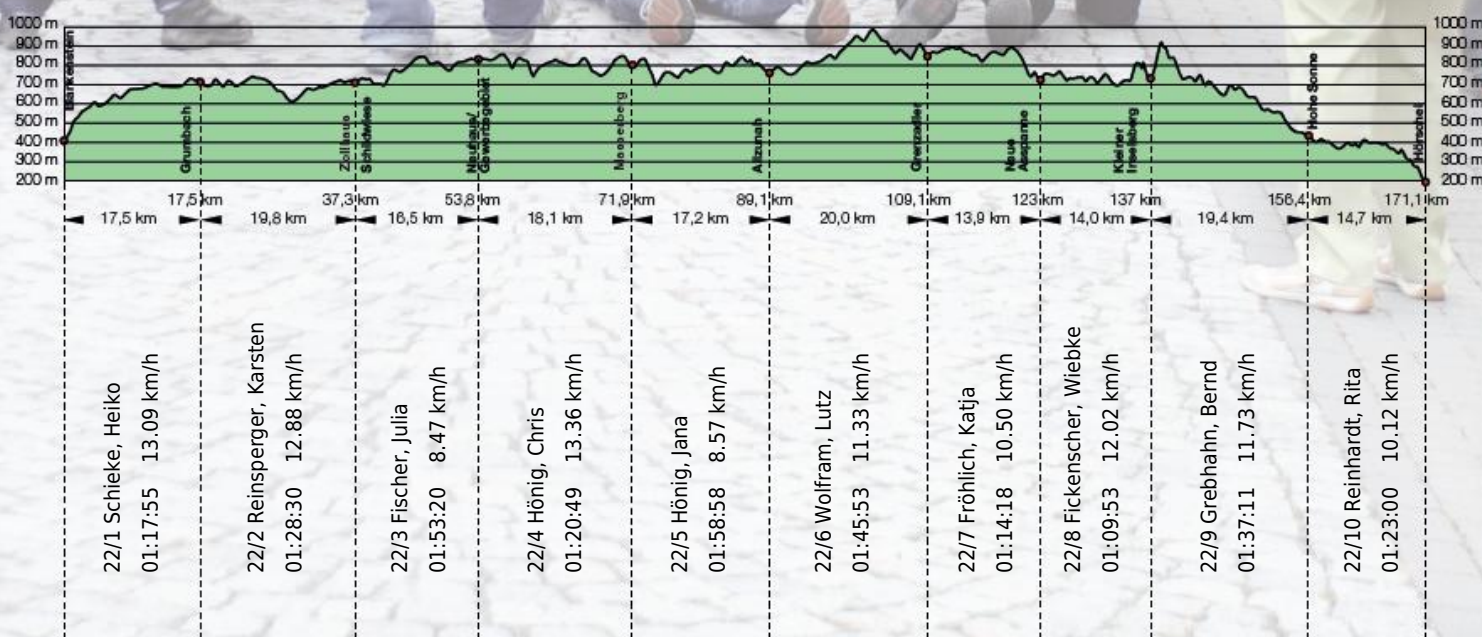 1000 m
900 m
800 m
700 m
600 m
500 m
400 m
300 m
200 m
1000 m
900 m
800 m
700 m
600 m
500 m
400 m
300 m
200 m
Blankenstein
Grumbach
Zollhaus
Schildwiese
Neuhaus/
Masserberg
Allzunah
Grenzadler
Neue
Ausspanne
Kleiner
Inselsberg
Hohe Sonne
Hörschel
17,5 km
37,3 km
53,8 km
71,9 km
89,1 km
109,1 km
123 km
137 km
156,4 km
171,1 km
17,5 km
19,8 km
16,5 km
18,1 km
17,2 km
20,0 km
13,9 km
14,0 km
19,4 km
14,7 km
22/1 Schieke, Heiko
01:17:55 13.09 km/h
22/2 Reinsperger, Karsten
01:28:30 12.88 km/h
22/3 Fischer, Julia
01:53:20 8.47 km/h
22/4 Hönig, Chris
01:20:49 13.36 km/h
22/5 Hönig, Jana
01:58:58 8.57 km/h
22/6 Wolfram, Lutz
01:45:53 11.33 km/h
22/7 Fröhlich, Katja
01:14:18 10.50 km/h
22/8 Fickenscher, Wiebke
01:09:53 12.02 km/h
22/9 Grebhahn, Bernd
01:37:11 11.73 km/h
22/10 Reinhardt, Rita
01:23:00 10.12 km/h